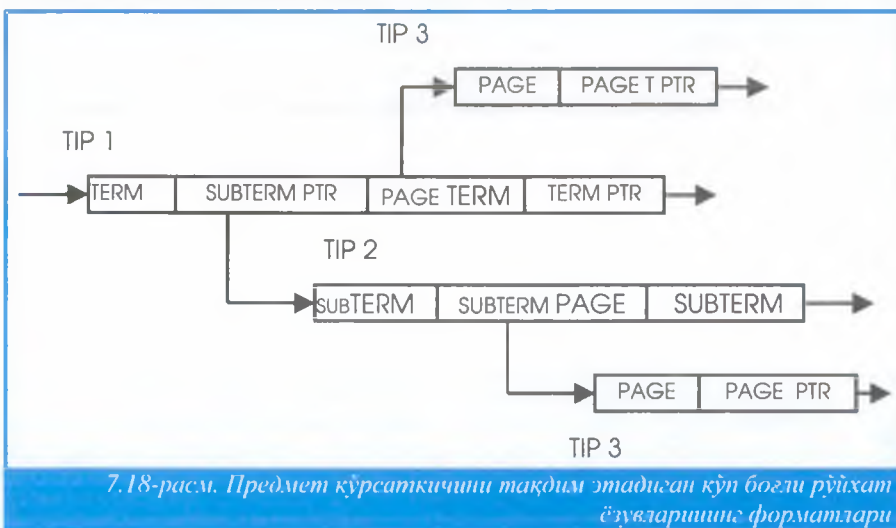 TIP 3
PAGE PAGE T PTR
TIP 1
TERM SUBTERM PTR PAGE TERM TERM PTR
TIP 2
SUBTERM SUBTERM PAGE SUBTERM
PAGE PAGE PTR
TIP 3
7.18-расм. Предмет кўрсаткичини тақдим этадиган кўп боғли рўйхат
ёзувларининг форматлари